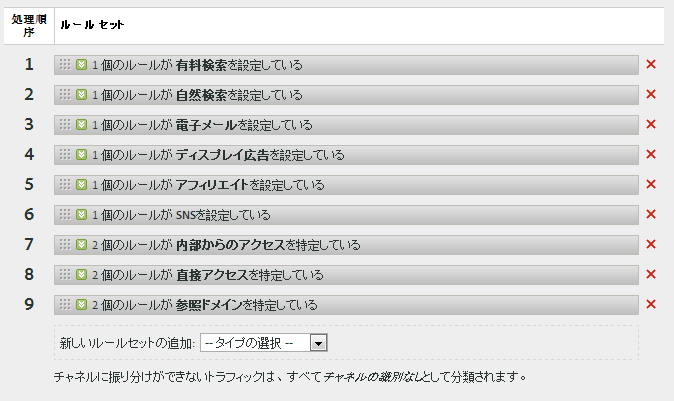 処理順序 ルール セット
1 1 個のルールが 有料検索を設定している
2 1 個のルールが 自然検索を設定している
3 1 個のルールが 電子メールを設定している
4 1 個のルールが ディスプレイ広告を設定している
5 1 個のルールが アフィリエイトを設定している
6 1 個のルールが SNSを設定している
7 2 個のルールが 内部からのアクセスを特定している
8 2 個のルールが 直接アクセスを特定している
9 2 個のルールが 参照ドメインを特定している
新しいルールセットの追加: -- タイプの選択 --
チャネルに振り分けができないトラフィックは、すべてチャネルの識別なしとして分類されます。